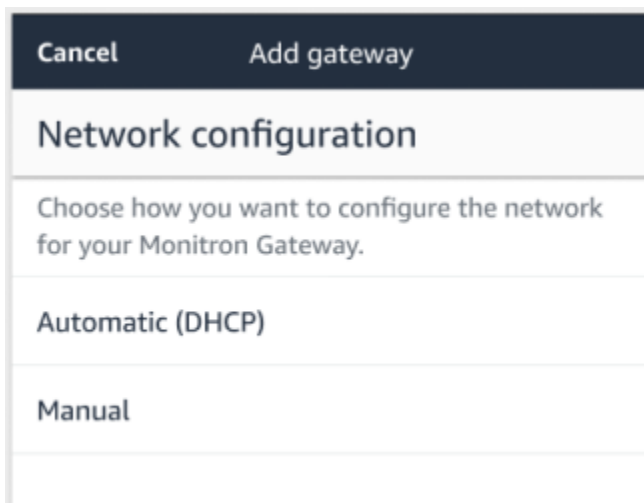 Cancel Add gateway
Network configuration
Choose how you want to configure the network
for your Monitron Gateway.
Automatic (DHCP)
Manual